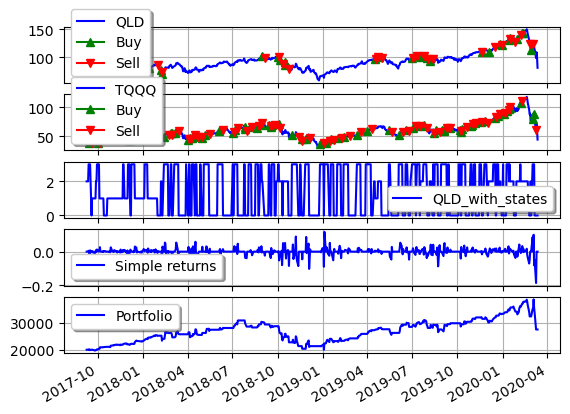 150
QLD
Buy
Sell
100
TQQQ
Buy
Sell
100
50
2
0
QLD_with_states
0.0
−0.2
Simple returns
30000
20000
Portfolio
2017-10
2018-01
2018-04
2018-07
2018-10
2019-01
2019-04
2019-07
2019-10
2020-01
2020-04